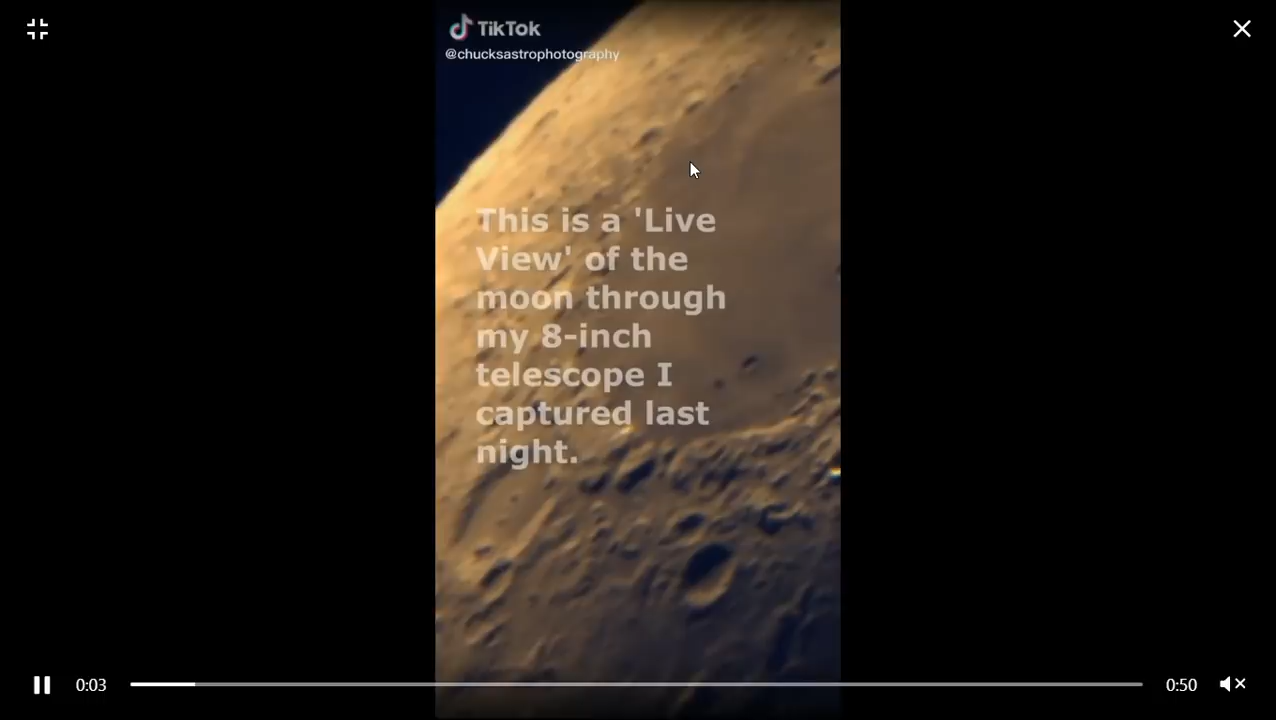 TikTok
@chucksastrophotography
This is a 'Live
View' of the
moon through
my 8-inch
telescope I
captured last
night.
0:03
0:50